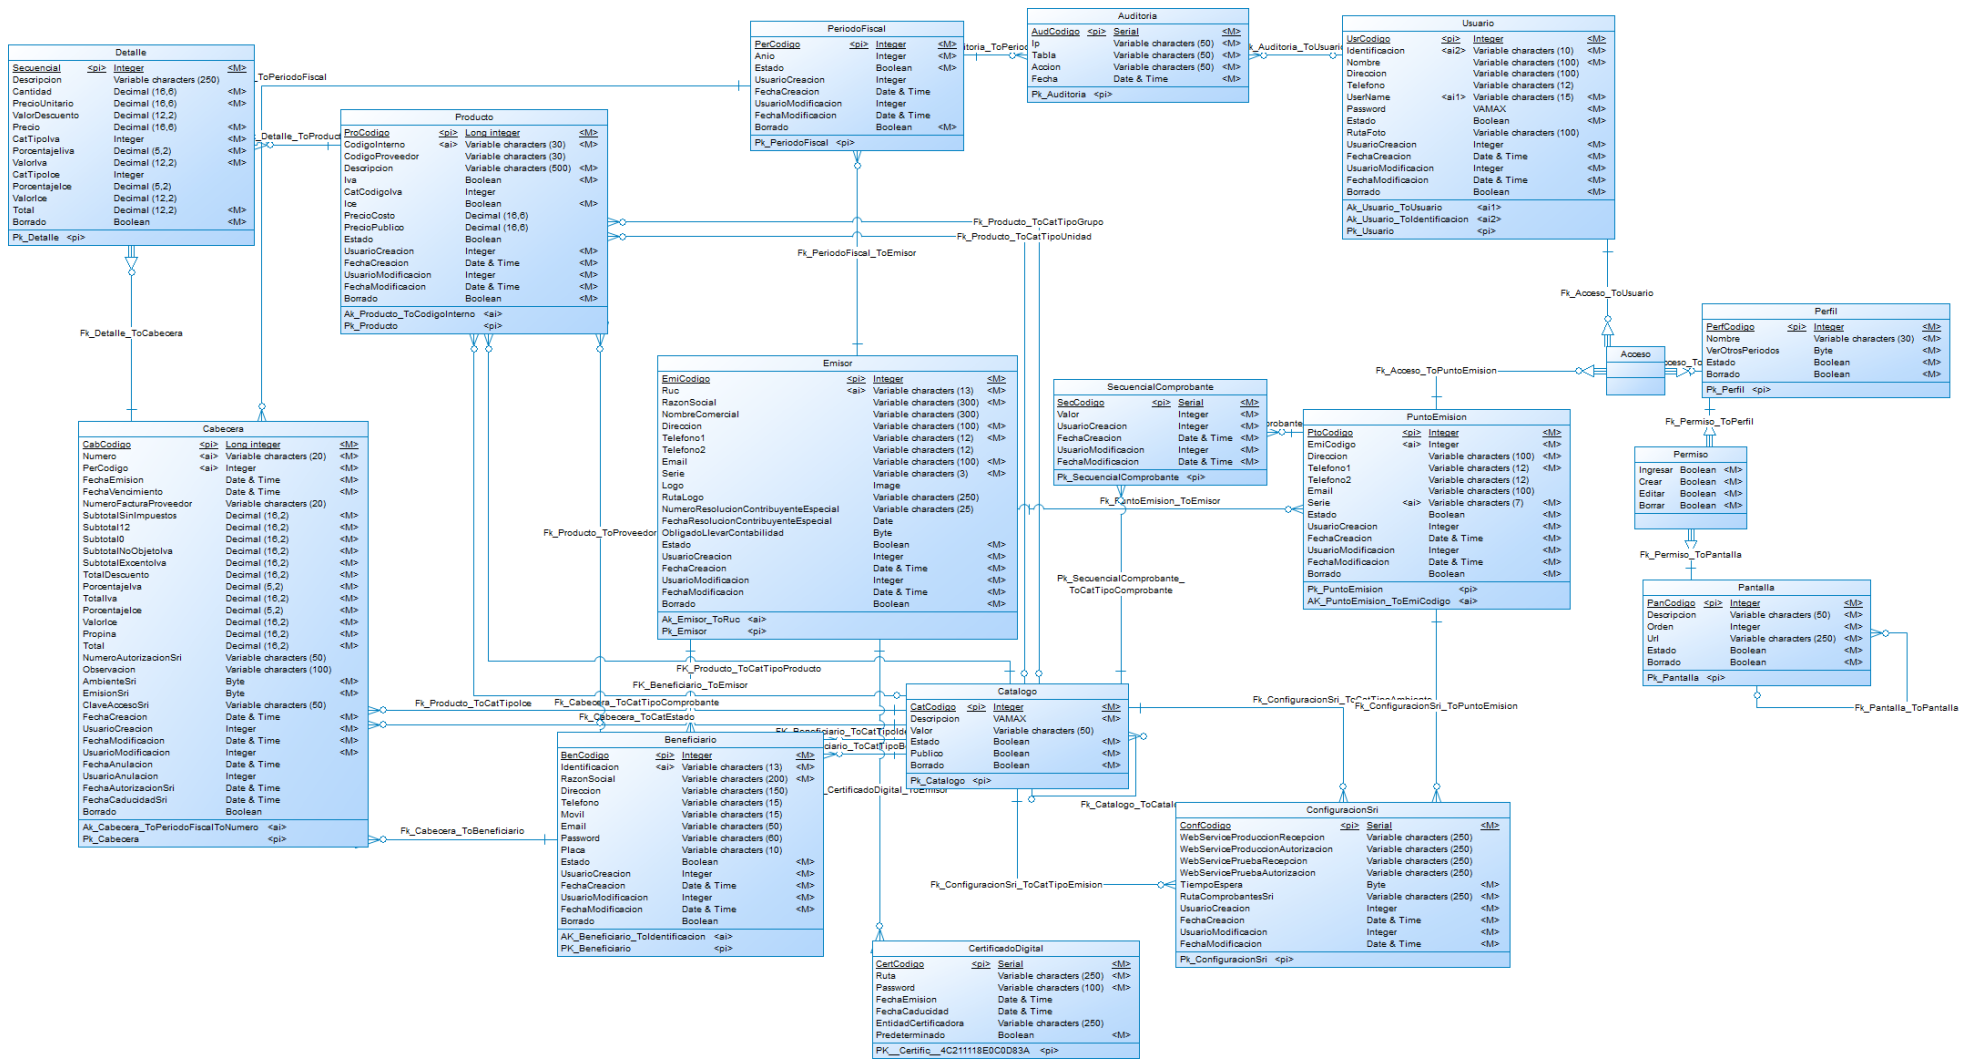 Detalle
Secuencial <pi> Integer <M>
Descripcion Variable characters (250)
Cantidad Decimal (16,6) <M>
PrecioUnitario Decimal (16,6) <M>
ValorDescuento Decimal (12,2)
Precio Decimal (16,6) <M>
CatTipoIva Integer <M>
PorcentajeIiva Decimal (5,2) <M>
ValorIva Decimal (12,2) <M>
CatTipoIce Integer
PorcentajeIce Decimal (5,2)
ValorIce Decimal (12,2)
Total Decimal (12,2) <M>
Borrado Boolean <M>
Pk_Detalle <pi>
_ToPeriodoFiscal
_Detalle_ToProduct
Producto
ProCodigo <pi> Long integer <M>
CodigoInterno <ai> Variable characters (30) <M>
CodigoProveedor Variable characters (30)
Descripcion Variable characters (500) <M>
Iva Boolean <M>
CatCodigoIva Integer
Ice Boolean <M>
PrecioCosto Decimal (16,6)
PrecioPublico Decimal (16,6)
Estado Boolean
UsuarioCreacion Integer <M>
FechaCreacion Date & Time <M>
UsuarioModificacion Integer <M>
FechaModificacion Date & Time <M>
Borrado Boolean <M>
Ak_Producto_ToCodigoInterno <ai>
Pk_Producto <pi>
PeriodoFiscal
PerCodigo <pi> Integer <M>
Anio Integer <M>
Estado Boolean <M>
UsuarioCreacion Integer
FechaCreacion Date & Time
UsuarioModificacion Integer
FechaModificacion Date & Time
Borrado Boolean <M>
Pk_PeriodoFiscal <pi>
itoria_ToPeriod
Auditoria
AudCodigo <pi> Serial <M>
Ip Variable characters (50) <M>
Tabla Variable characters (50) <M>
Accion Variable characters (50) <M>
Fecha Date & Time <M>
Pk_Auditoria <pi>
k_Auditoria_ToUsuario
Usuario
UsrCodigo <pi> Integer <M>
Identificacion <ai2> Variable characters (10) <M>
Nombre Variable characters (100) <M>
Direccion Variable characters (100)
Telefono Variable characters (12)
UserName <ai1> Variable characters (15) <M>
Password VAMAX <M>
Estado Boolean <M>
RutaFoto Variable characters (100)
UsuarioCreacion Integer <M>
FechaCreacion Date & Time <M>
UsuarioModificacion Integer <M>
FechaModificacion Date & Time <M>
Borrado Boolean <M>
Ak_Usuario_ToUsuario <ai1>
Ak_Usuario_ToIdentificacion <ai2>
Pk_Usuario <pi>
Fk_Producto_ToCatTipoGrupo
Fk_Producto_ToCatTipoUnidad
Fk_PeriodoFiscal_ToEmisor
Fk_Acceso_ToUsuario
Fk_Detalle_ToCabecera
Perfil
PerfCodigo <pi> Integer <M>
Nombre Variable characters (30) <M>
VerOtrosPeriodos Byte <M>
Estado Boolean <M>
Borrado Boolean <M>
Pk_Perfil <pi>
Acceso
cceso_To
Fk_Acceso_ToPuntoEmision
Emisor
EmiCodigo <pi> Integer <M>
Ruc <ai> Variable characters (13) <M>
RazonSocial Variable characters (300) <M>
NombreComercial Variable characters (300)
Direccion Variable characters (100) <M>
Telefono1 Variable characters (12) <M>
Telefono2 Variable characters (12)
Email Variable characters (100) <M>
Serie Variable characters (3) <M>
Logo Image
RutaLogo Variable characters (250)
NumeroResolucionContribuyenteEspecial Variable characters (25)
FechaResolucionContribuyenteEspecial Date
ObligadoLlevarContabilidad Byte
Estado Boolean <M>
UsuarioCreacion Integer <M>
FechaCreacion Date & Time <M>
UsuarioModificacion Integer <M>
FechaModificacion Date & Time <M>
Borrado Boolean <M>
Ak_Emisor_ToRuc <ai>
Pk_Emisor <pi>
SecuencialComprobante
SecCodigo <pi> Serial <M>
Valor Integer <M>
UsuarioCreacion Integer <M>
FechaCreacion Date & Time <M>
UsuarioModificacion Integer <M>
FechaModificacion Date & Time <M>
Pk_SecuencialComprobante <pi>
probante
PuntoEmision
PtoCodigo <pi> Integer <M>
EmiCodigo <ai> Integer <M>
Direccion Variable characters (100) <M>
Telefono1 Variable characters (12) <M>
Telefono2 Variable characters (12)
Email Variable characters (100)
Serie <ai> Variable characters (7) <M>
Estado Boolean <M>
UsuarioCreacion Integer <M>
FechaCreacion Date & Time <M>
UsuarioModificacion Integer <M>
FechaModificacion Date & Time <M>
Borrado Boolean <M>
Pk_PuntoEmision <pi>
AK_PuntoEmision_ToEmiCodigo <ai>
Fk_PuntoEmision_ToEmisor
Fk_Permiso_ToPerfil
Permiso
Ingresar Boolean <M>
Crear Boolean <M>
Editar Boolean <M>
Borrar Boolean <M>
Fk_Permiso_ToPantalla
Pantalla
PanCodigo <pi> Integer <M>
Descripcion Variable characters (50) <M>
Orden Integer <M>
Url Variable characters (250) <M>
Estado Boolean <M>
Borrado Boolean <M>
Pk_Pantalla <pi>
Fk_Pantalla_ToPantalla
Cabecera
CabCodigo <pi> Long integer <M>
Numero <ai> Variable characters (20) <M>
PerCodigo <ai> Integer <M>
FechaEmision Date & Time <M>
FechaVencimiento Date & Time <M>
NumeroFacturaProveedor Variable characters (20)
SubtotalSinImpuestos Decimal (16,2) <M>
Subtotal12 Decimal (16,2) <M>
Subtotal0 Decimal (16,2) <M>
SubtotalNoObjetoIva Decimal (16,2) <M>
SubtotalExcentoIva Decimal (16,2) <M>
TotalDescuento Decimal (16,2) <M>
PorcentajeIva Decimal (5,2) <M>
TotalIva Decimal (16,2) <M>
PorcentajeIce Decimal (5,2) <M>
ValorIce Decimal (16,2) <M>
Propina Decimal (16,2) <M>
Total Decimal (16,2) <M>
NumeroAutorizacionSri Variable characters (50)
Observacion Variable characters (100)
AmbienteSri Byte <M>
EmisionSri Byte <M>
ClaveAccesoSri Variable characters (50)
FechaCreacion Date & Time <M>
UsuarioCreacion Integer <M>
FechaModificacion Date & Time <M>
UsuarioModificacion Integer <M>
FechaAnulacion Date & Time
UsuarioAnulacion Integer
FechaAutorizacionSri Date & Time
FechaCaducidadSri Date & Time
Borrado Boolean
Ak_Cabecera_ToPeriodoFiscalToNumero <ai>
Pk_Cabecera <pi>
Fk_Producto_ToProveedor
Pk_SecuencialComprobante_
ToCatTipoComprobante
FK_Producto_ToCatTipoProducto
FK_Beneficiario_ToEmisor
Fk_Producto_ToCatTipoIce
Fk_Cabecera_ToCatTipoComprobante
Fk_Cabecera_ToCatEstado
FK_Beneficiario_ToCatTipoIde
iciario_ToCatTipoB
_CertificadoDigital_ToEmisor
Fk_Cabecera_ToBeneficiario
Catalogo
CatCodigo <pi> Integer <M>
Descripcion VAMAX <M>
Valor Variable characters (50)
Estado Boolean <M>
Publico Boolean <M>
Borrado Boolean <M>
Pk_Catalogo <pi>
Fk_Catalogo_ToCatalo
Fk_ConfiguracionSri_ToCatTipoAmbiente
Fk_ConfiguracionSri_ToPuntoEmision
Fk_ConfiguracionSri_ToCatTipoEmision
Beneficiario
BenCodigo <pi> Integer <M>
Identificacion <ai> Variable characters (13) <M>
RazonSocial Variable characters (200) <M>
Direccion Variable characters (150)
Telefono Variable characters (15)
Movil Variable characters (15)
Email Variable characters (50)
Password Variable characters (60)
Placa Variable characters (10)
Estado Boolean <M>
UsuarioCreacion Integer <M>
FechaCreacion Date & Time <M>
UsuarioModificacion Integer <M>
FechaModificacion Date & Time <M>
Borrado Boolean
AK_Beneficiario_ToIdentificacion <ai>
PK_Beneficiario <pi>
ConfiguracionSri
ConfCodigo <pi> Serial <M>
WebServiceProduccionRecepcion Variable characters (250)
WebServiceProduccionAutorizacion Variable characters (250)
WebServicePruebaRecepcion Variable characters (250)
WebServicePruebaAutorizacion Variable characters (250)
TiempoEspera Byte <M>
RutaComprobantesSri Variable characters (250) <M>
UsuarioCreacion Integer <M>
FechaCreacion Date & Time <M>
UsuarioModificacion Integer <M>
FechaModificacion Date & Time <M>
Pk_ConfiguracionSri <pi>
CertificadoDigital
CertCodigo <pi> Serial <M>
Ruta Variable characters (250) <M>
Password Variable characters (100) <M>
FechaEmision Date & Time
FechaCaducidad Date & Time
EntidadCertificadora Variable characters (250)
Predeterminado Boolean <M>
PK__Certific__4C211118E0C0D83A <pi>